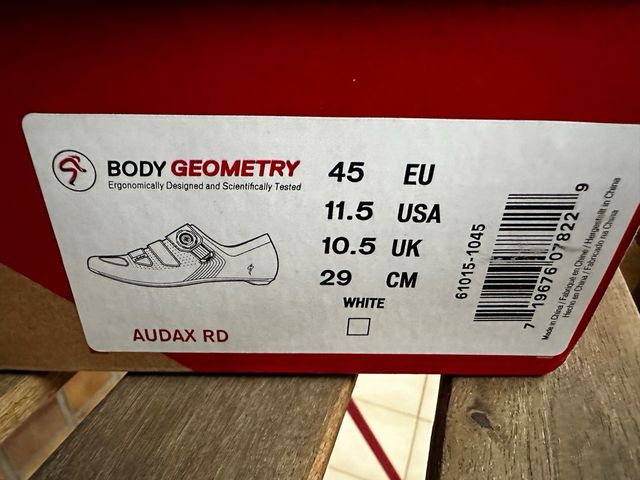 BODY GEOMETRY
Ergonomically Designed and Scientifically Tested
45 EU
11.5 USA
10.5 UK
29 CM
WHITE
AUDAX RD
61015-1045
7 19676 07822 9
Made in China / Fabriqué en Chine / Hergestellt in China
Hecho en China / Fabricado na China